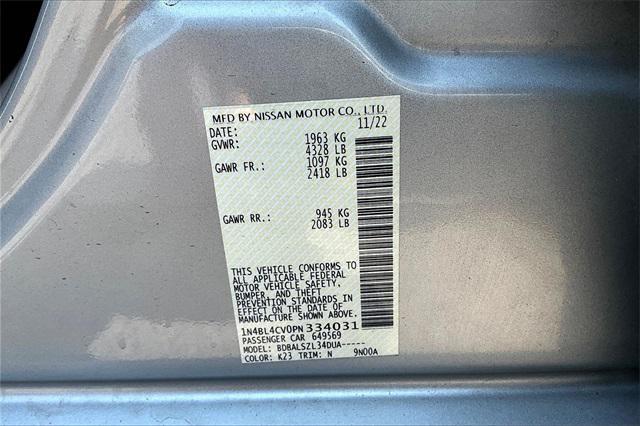 MFD BY NISSAN MOTOR CO., LTD.
DATE: 11/22
GVWR: 1963 KG
4328 LB
GAWR FR.: 1097 KG
2418 LB
GAWR RR.: 945 KG
2083 LB
THIS VEHICLE CONFORMS TO
ALL APPLICABLE FEDERAL
MOTOR VEHICLE SAFETY,
BUMPER, AND THEFT
PREVENTION STANDARDS IN
EFFECT ON THE DATE OF
MANUFACTURE SHOWN ABOVE.
1N4BL4CV0PN 334031
PASSENGER CAR 649569
MODEL: BDBALSZL34DUA-----
COLOR: K23 TRIM: N 9N00A